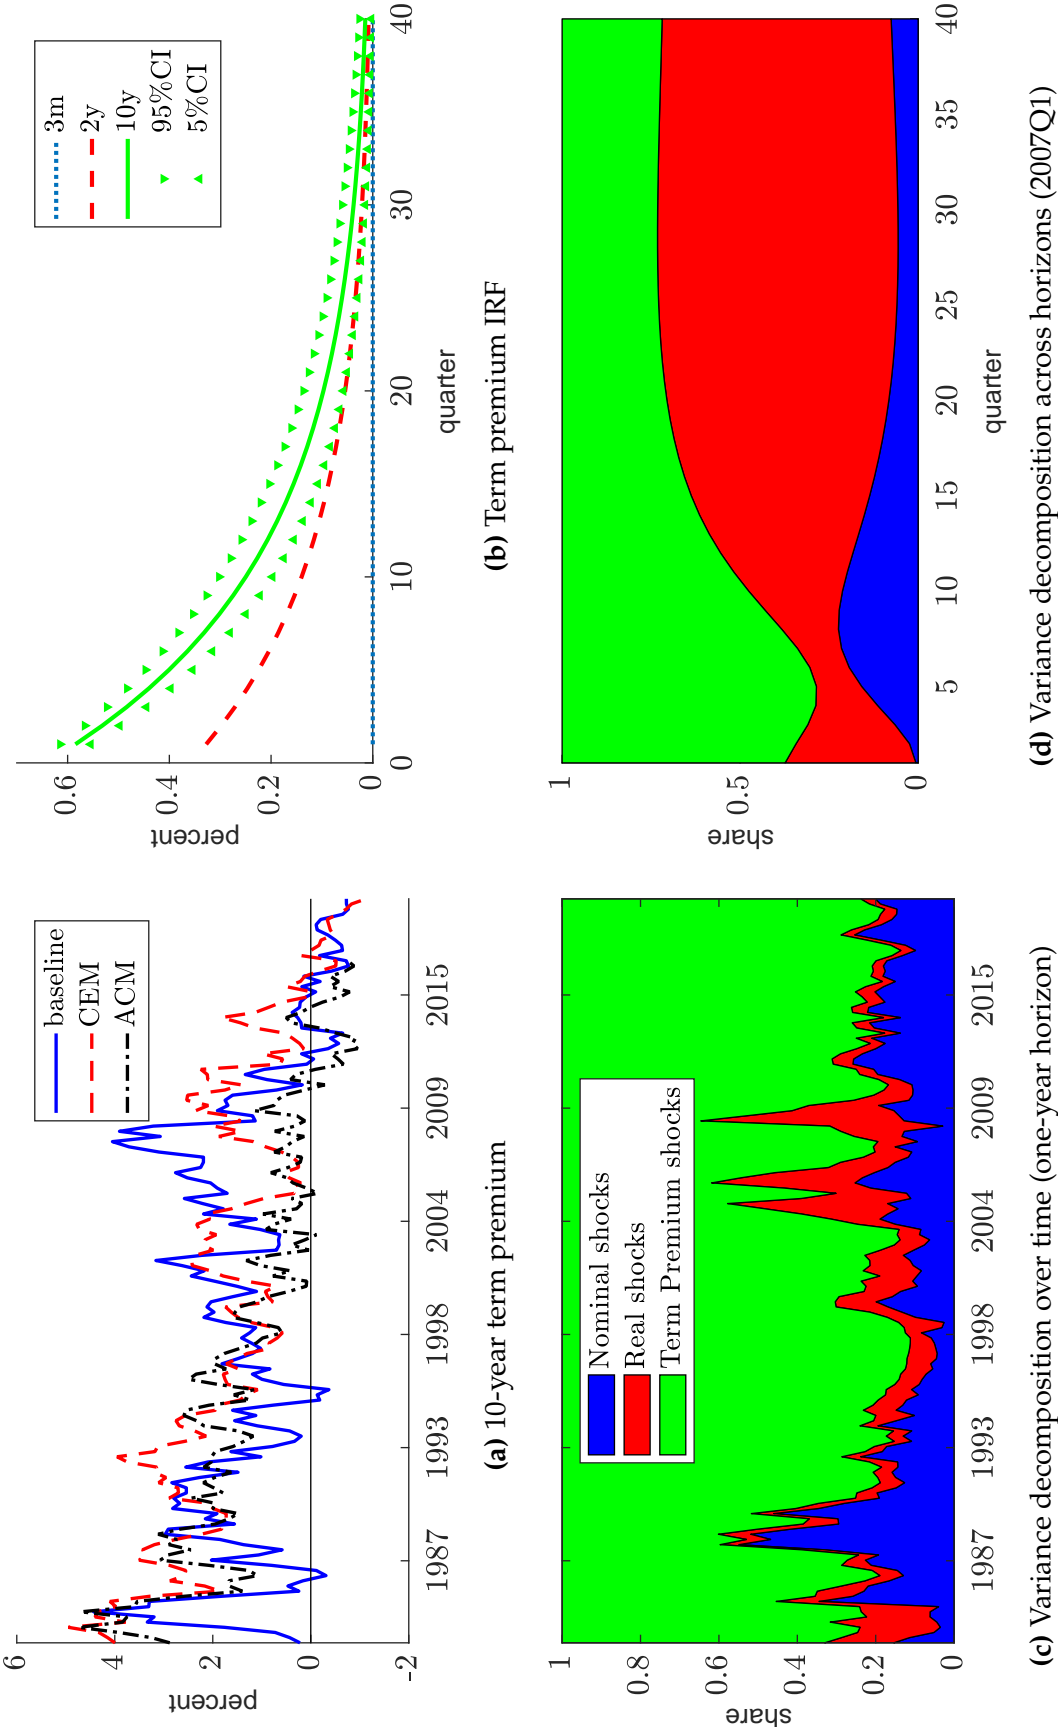 6
4
2
0
-2
percent
1987
1993
1998
2004
2009
2015
baseline
CEM
ACM
(a) 10-year term premium
0.6
0.4
0.2
0
percent
0
10
20
30
40
quarter
3m
2y
10y
95%CI
5%CI
(b) Term premium IRF
1
0.8
0.6
0.4
0.2
0
share
1987
1993
1998
2004
2009
2015
Nominal shocks
Real shocks
Term Premium shocks
(c) Variance decomposition over time (one-year horizon)
1
0.5
0
share
5
10
15
20
25
30
35
40
quarter
(d) Variance decomposition across horizons (2007Q1)